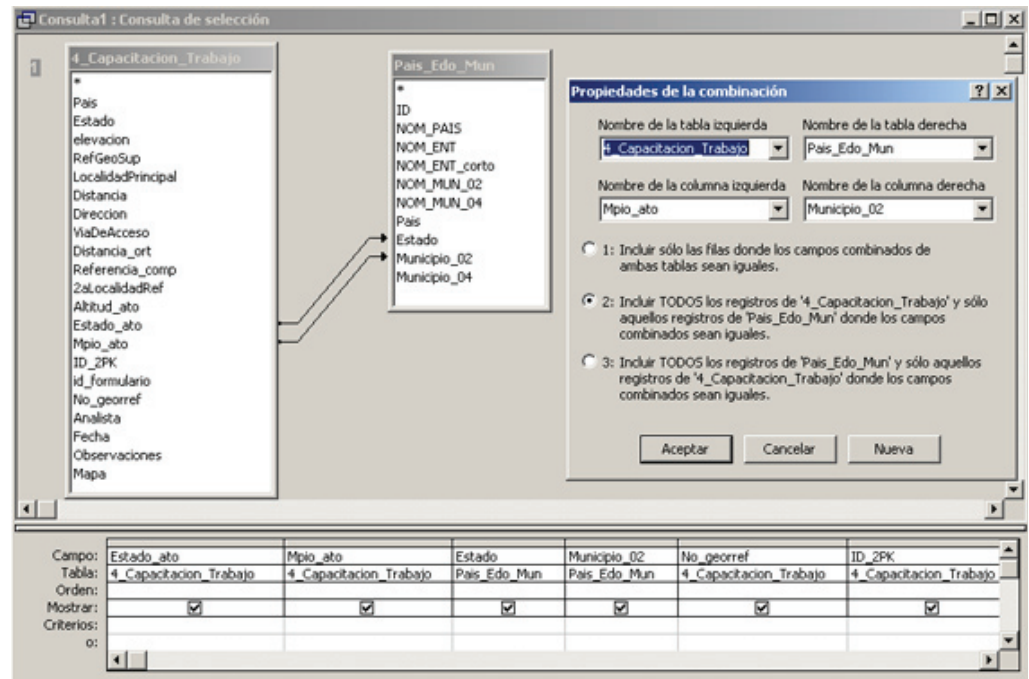 Consulta1 : Consulta de selección
4_Capacitacion_Trabajo
*
Pais
Estado
elevacion
RefGeoSup
LocalidadPrincipal
Distancia
Direccion
ViaDeAcceso
Distancia_ort
Referencia_comp
2aLocalidadRef
Altitud_ato
Estado_ato
Mpio_ato
ID_2PK
id_formulario
No_georref
Analista
Fecha
Observaciones
Mapa
Pais_Edo_Mun
*
ID
NOM_PAIS
NOM_ENT
NOM_ENT_corto
NOM_MUN_02
NOM_MUN_04
Pais
Estado
Municipio_02
Municipio_04
Propiedades de la combinación
Nombre de la tabla izquierda Nombre de la tabla derecha
4_Capacitacion_Trabajo Pais_Edo_Mun
Nombre de la columna izquierda Nombre de la columna derecha
Mpio_ato Municipio_02
1: Incluir sólo las filas donde los campos combinados de
ambas tablas sean iguales.
2: Incluir TODOS los registros de '4_Capacitacion_Trabajo' y sólo
aquellos registros de 'Pais_Edo_Mun' donde los campos
combinados sean iguales.
3: Incluir TODOS los registros de 'Pais_Edo_Mun' y sólo aquellos
registros de '4_Capacitacion_Trabajo' donde los campos
combinados sean iguales.
Aceptar Cancelar Nueva
Campo: Estado_ato Mpio_ato Estado Municipio_02 No_georref ID_2PK
Tabla: 4_Capacitacion_Trabajo 4_Capacitacion_Trabajo Pais_Edo_Mun Pais_Edo_Mun 4_Capacitacion_Trabajo 4_Capacitacion_Trabajo
Orden:
Mostrar:
Criterios:
o: